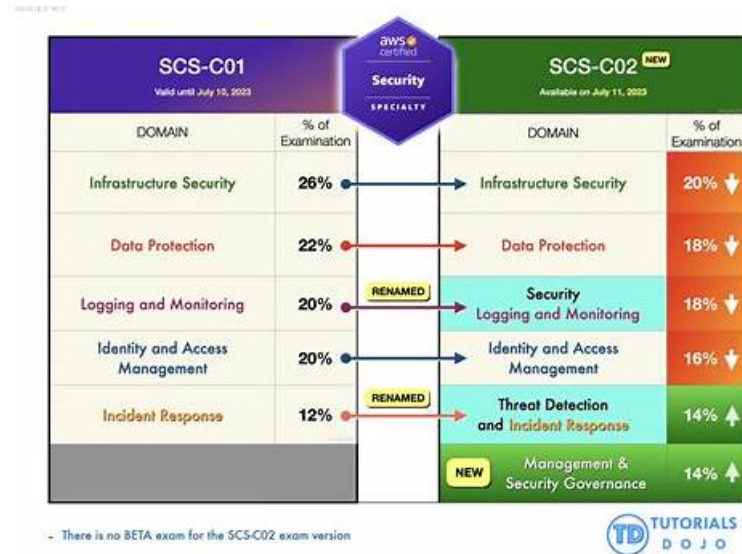 aws
certified
Security
SPECIALTY
SCS-C01
Valid until July 10, 2023
SCS-C02 NEW
Available on July 11, 2023
DOMAIN
% of
Examination
DOMAIN
% of
Examination
Infrastructure Security 26% Infrastructure Security 20%
Data Protection 22% Data Protection 18%
Logging and Monitoring 20% RENAMED Security
Logging and Monitoring 18%
Identity and Access
Management 20% Identity and Access
Management 16%
Incident Response 12% RENAMED Threat Detection
and Incident Response 14%
NEW Management &
Security Governance 14%
- There is no BETA exam for the SCS-C02 exam version
TD TUTORIALS
DOJO